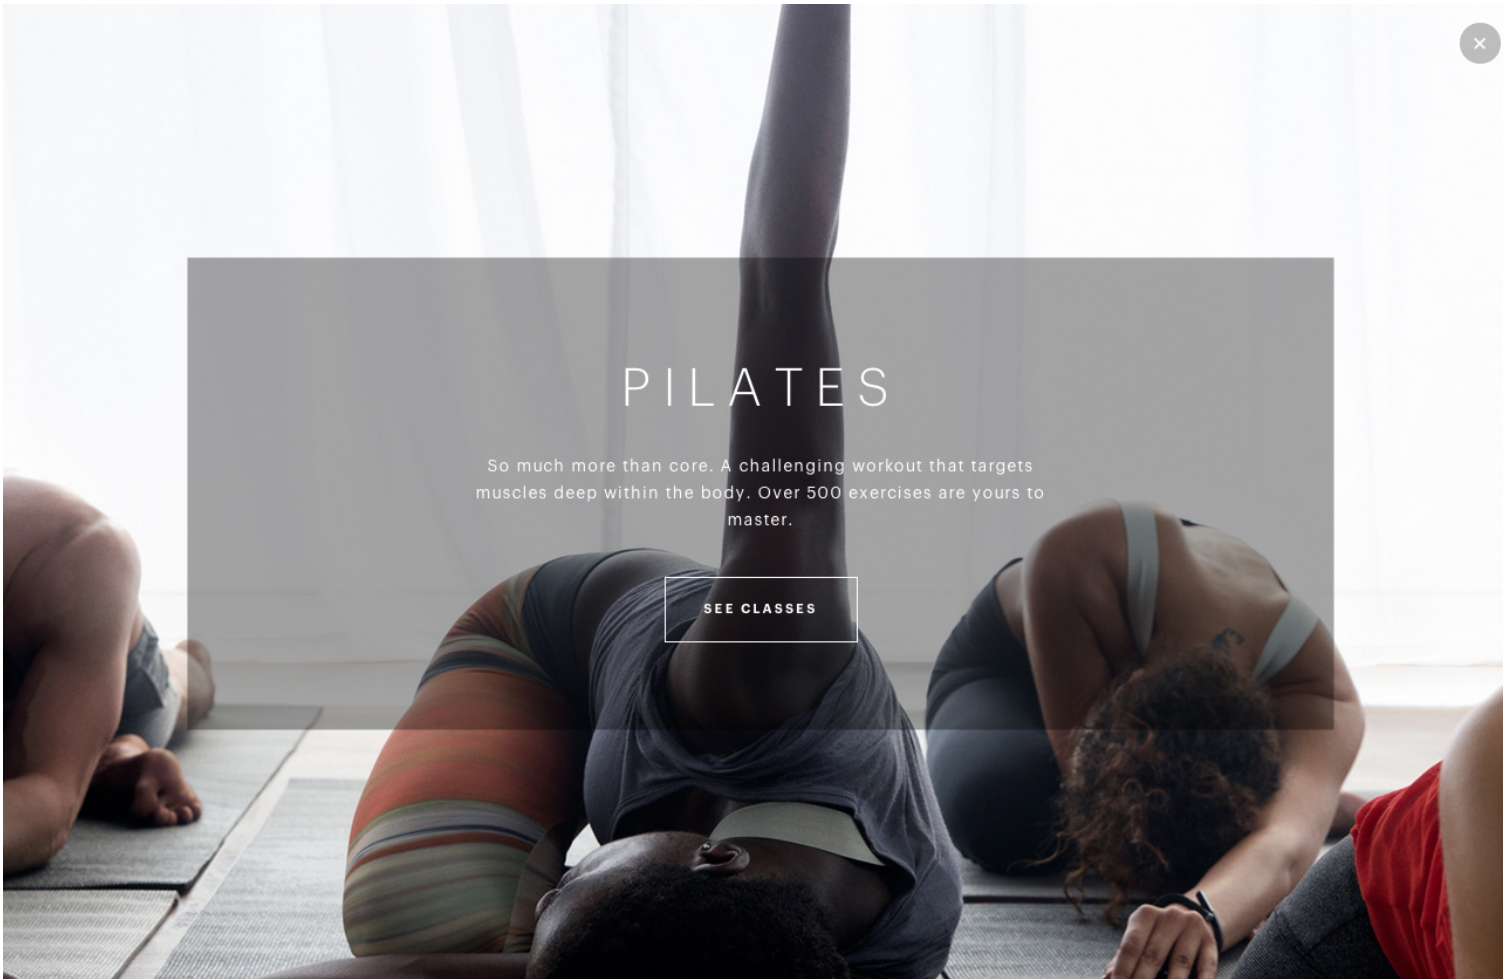 PILATES
So much more than core. A challenging workout that targets
muscles deep within the body. Over 500 exercises are yours to
master.
SEE CLASSES